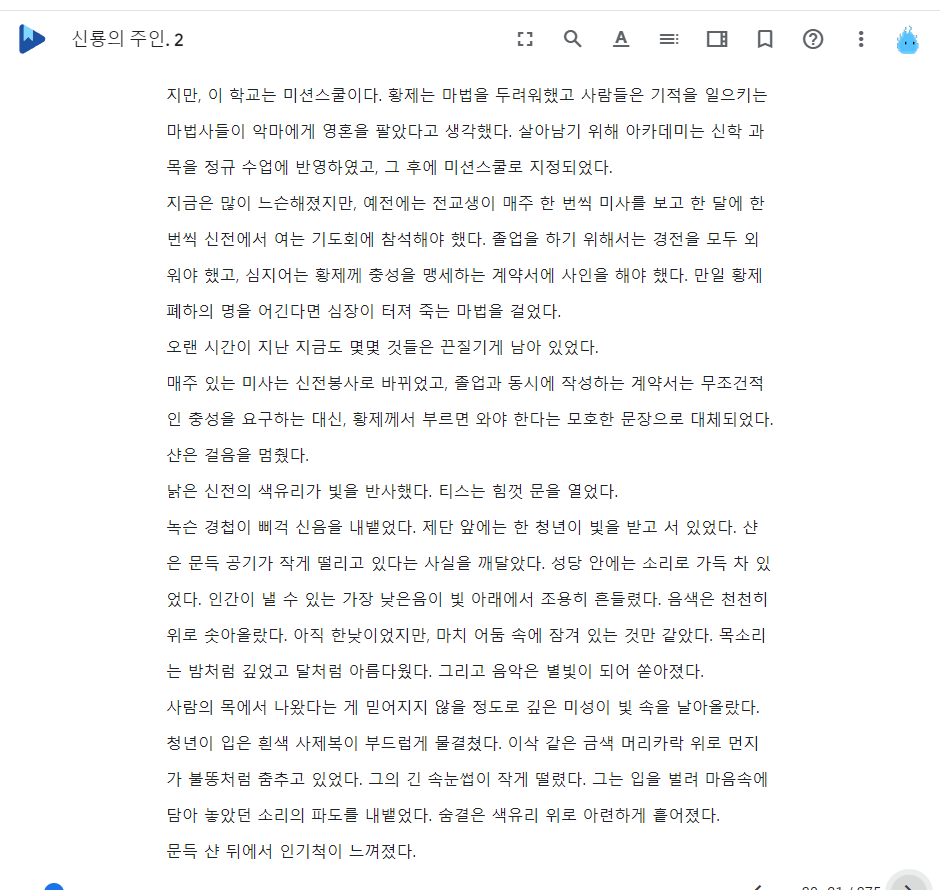 신룡의 주인. 2
지만, 이 학교는 미션스쿨이다. 황제는 마법을 두려워했고 사람들은 기적을 일으키는
마법사들이 악마에게 영혼을 팔았다고 생각했다. 살아남기 위해 아카데미는 신학 과
목을 정규 수업에 반영하였고, 그 후에 미션스쿨로 지정되었다.
지금은 많이 느슨해졌지만, 예전에는 전교생이 매주 한 번씩 미사를 보고 한 달에 한
번씩 신전에서 여는 기도회에 참석해야 했다. 졸업을 하기 위해서는 경전을 모두 외
워야 했고, 심지어는 황제께 충성을 맹세하는 계약서에 사인을 해야 했다. 만일 황제
폐하의 명을 어긴다면 심장이 터져 죽는 마법을 걸었다.
오랜 시간이 지난 지금도 몇몇 것들은 끈질기게 남아 있었다.
매주 있는 미사는 신전봉사로 바뀌었고, 졸업과 동시에 작성하는 계약서는 무조건적
인 충성을 요구하는 대신, 황제께서 부르면 와야 한다는 모호한 문장으로 대체되었다.
샨은 걸음을 멈췄다.
낡은 신전의 색유리가 빛을 반사했다. 티스는 힘껏 문을 열었다.
녹슨 경첩이 삐걱 신음을 내뱉었다. 제단 앞에는 한 청년이 빛을 받고 서 있었다. 샨
은 문득 공기가 작게 떨리고 있다는 사실을 깨달았다. 성당 안에는 소리로 가득 차 있
었다. 인간이 낼 수 있는 가장 낮은음이 빛 아래에서 조용히 흔들렸다. 음색은 천천히
위로 솟아올랐다. 아직 한낮이었지만, 마치 어둠 속에 잠겨 있는 것만 같았다. 목소리
는 밤처럼 깊었고 달처럼 아름다웠다. 그리고 음악은 별빛이 되어 쏟아졌다.
사람의 목에서 나왔다는 게 믿어지지 않을 정도로 깊은 미성이 빛 속을 날아올랐다.
청년이 입은 흰색 사제복이 부드럽게 물결쳤다. 이삭 같은 금색 머리카락 위로 먼지
가 불똥처럼 춤추고 있었다. 그의 긴 속눈썹이 작게 떨렸다. 그는 입을 벌려 마음속에
담아 놓았던 소리의 파도를 내뱉었다. 숨결은 색유리 위로 아련하게 흩어졌다.
문득 샨 뒤에서 인기척이 느껴졌다.